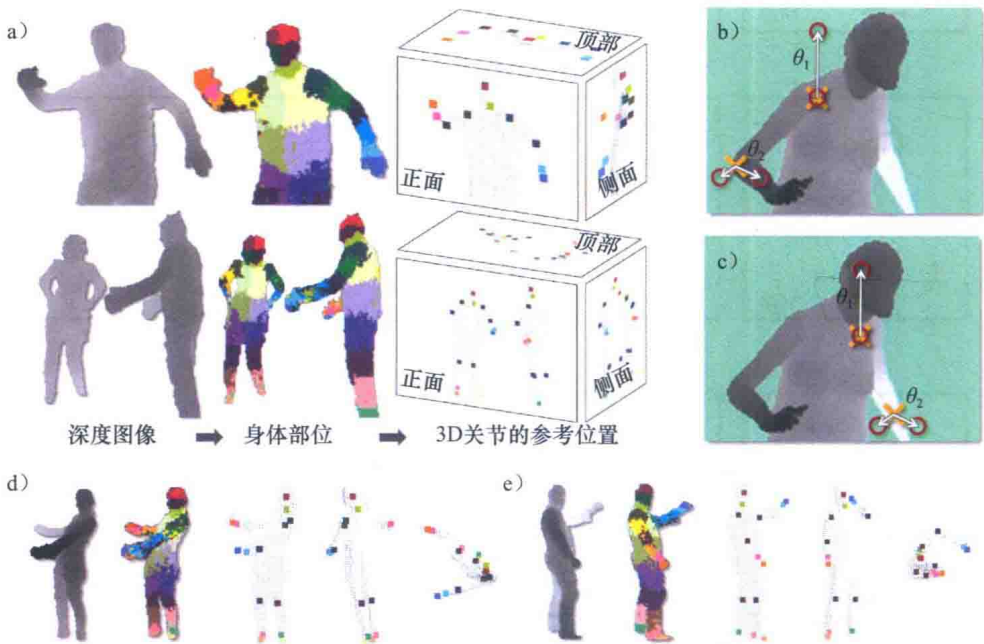 a)
顶部
正面
侧面
b)
θ1
θ2
顶部
正面
侧面
c)
θ1
θ2
深度图像 → 身体部位 → 3D关节的参考位置
d)
e)